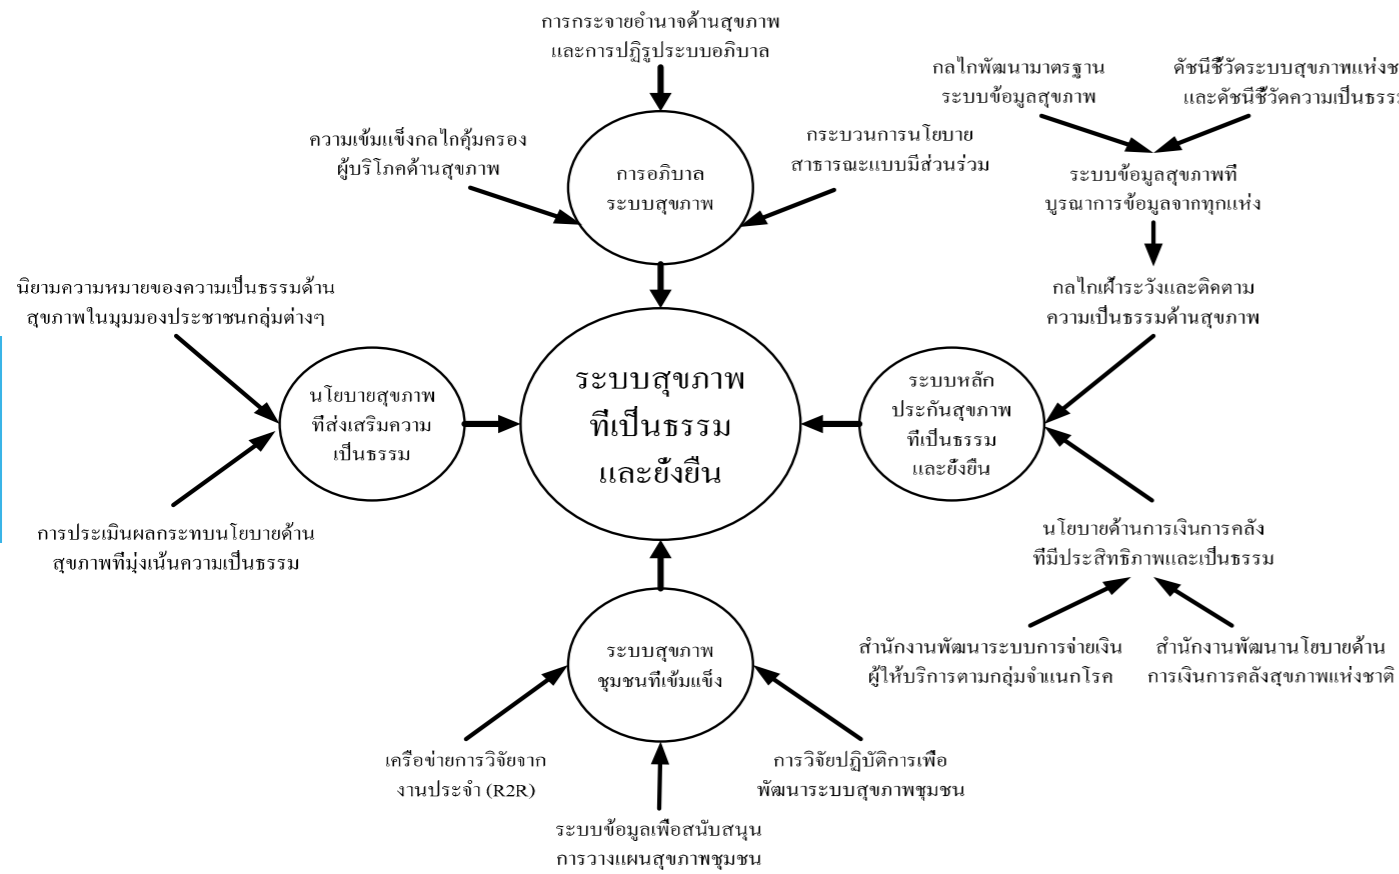 การกระจายอำนาจด้านสุขภาพ
และการปฏิรูประบบอภิบาล
กลไกพัฒนามาตรฐาน
ระบบข้อมูลสุขภาพ
ดัชนีชี้วัดระบบสุขภาพแห่งช
และดัชนีชี้วัดความเป็นธรร
ความเข้มแข็งกลไกคุ้มครอง
ผู้บริโภคด้านสุขภาพ
การอภิบาล
ระบบสุขภาพ
กระบวนการนโยบาย
สาธารณะแบบมีส่วนร่วม
ระบบข้อมูลสุขภาพที่
บูรณาการข้อมูลจากทุกแห่ง
นิยามความหมายของความเป็นธรรมด้าน
สุขภาพในมุมมองประชาชนกลุ่มต่างๆ
กลไกเฝ้าระวังและติดตาม
ความเป็นธรรมด้านสุขภาพ
นโยบายสุขภาพ
ที่ส่งเสริมความ
เป็นธรรม
ระบบสุขภาพ
ที่เป็นธรรม
และยั่งยืน
ระบบหลัก
ประกันสุขภาพ
ที่เป็นธรรม
และยั่งยืน
การประเมินผลกระทบนโยบายด้าน
สุขภาพที่มุ่งเน้นความเป็นธรรม
นโยบายด้านการเงินการคลัง
ที่มีประสิทธิภาพและเป็นธรรม
ระบบสุขภาพ
ชุมชนที่เข้มแข็ง
สำนักงานพัฒนาระบบการจ่ายเงิน
ผู้ให้บริการตามกลุ่มจำแนกโรค
สำนักงานพัฒนานโยบายด้าน
การเงินการคลังสุขภาพแห่งชาติ
เครือข่ายการวิจัยจาก
งานประจำ (R2R)
การวิจัยปฏิบัติการเพื่อ
พัฒนาระบบสุขภาพชุมชน
ระบบข้อมูลเพื่อสนับสนุน
การวางแผนสุขภาพชุมชน